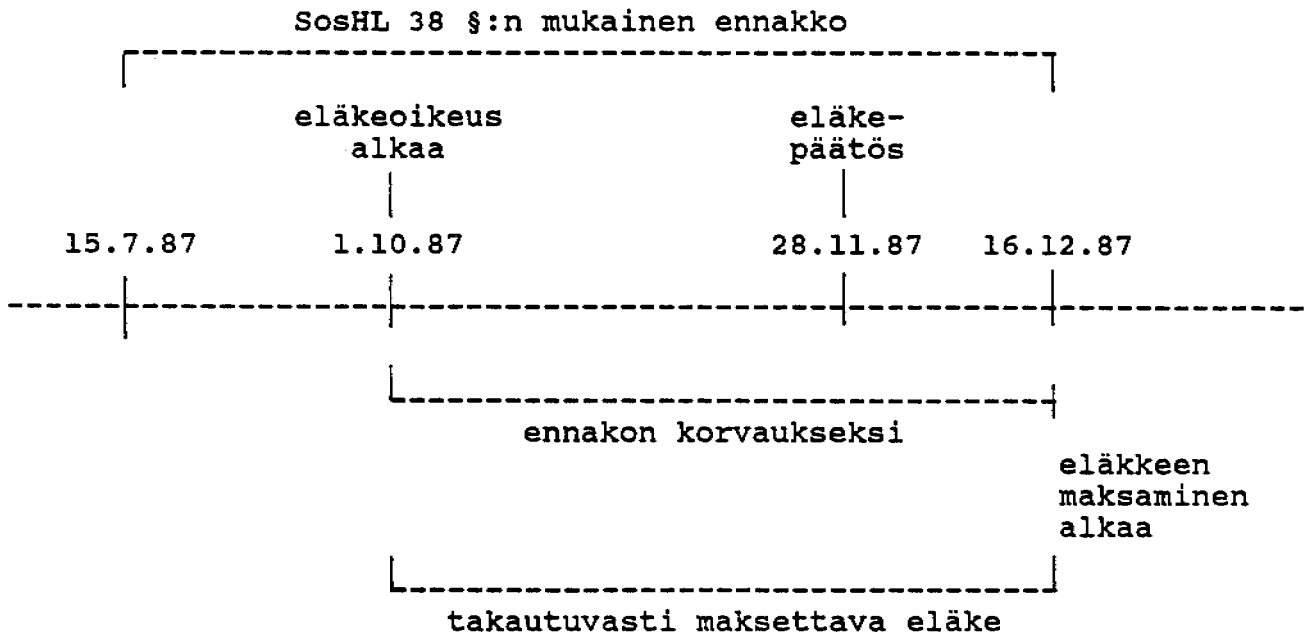 SosHL 38 §:n mukainen ennakko
eläkeoikeus
alkaa
eläke-
päätös
15.7.87 1.10.87 28.11.87 16.12.87
ennakon korvaukseksi
eläkkeen
maksaminen
alkaa
takautuvasti maksettava eläke